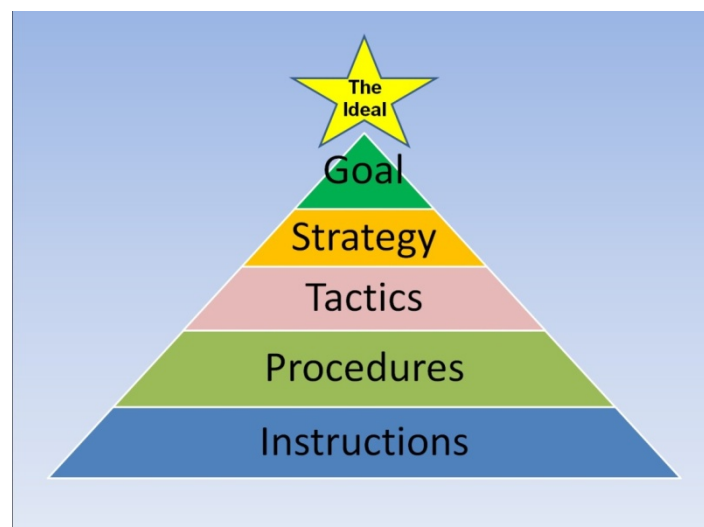 The
Ideal
Goal
Strategy
Tactics
Procedures
Instructions